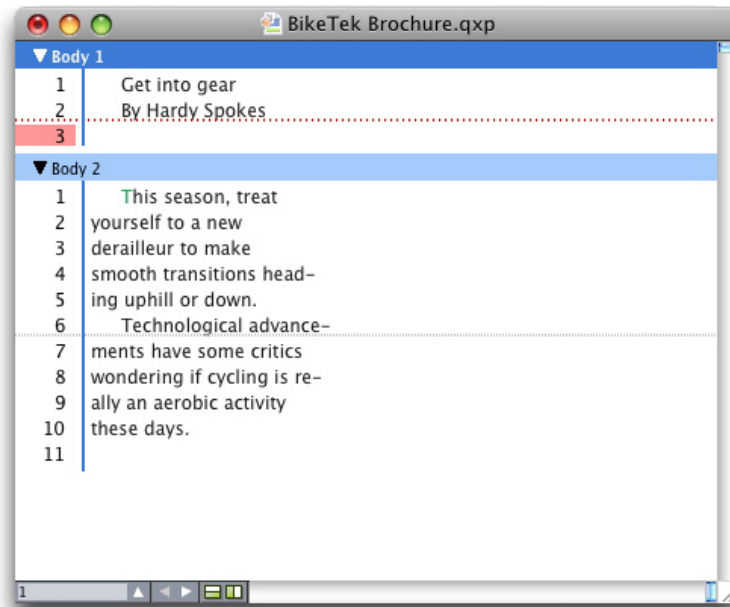 BikeTek Brochure.qxp
Body 1
1 Get into gear
2 By Hardy Spokes
3
Body 2
1 This season, treat
2 yourself to a new
3 derailleur to make
4 smooth transitions head-
5 ing uphill or down.
6 Technological advance-
7 ments have some critics
8 wondering if cycling is re-
9 ally an aerobic activity
10 these days.
11
1